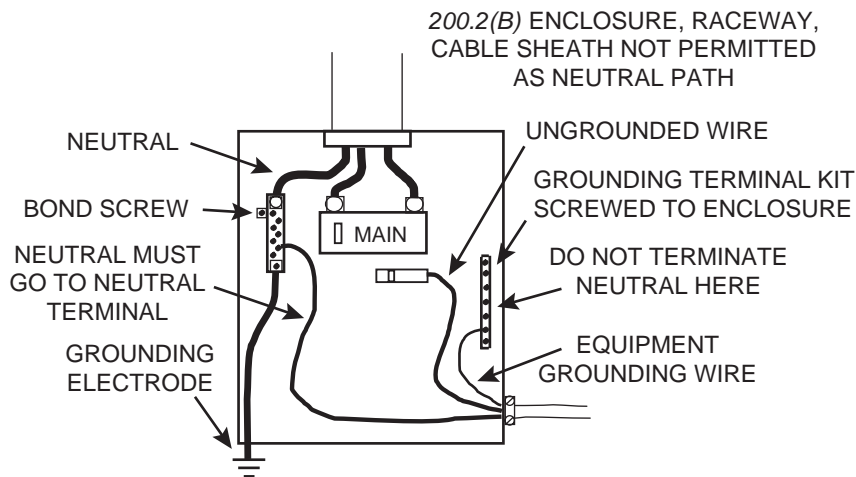 200.2(B) ENCLOSURE, RACEWAY,
CABLE SHEATH NOT PERMITTED
AS NEUTRAL PATH
NEUTRAL
UNGROUNDED WIRE
BOND SCREW
GROUNDING TERMINAL KIT
SCREWED TO ENCLOSURE
MAIN
NEUTRAL MUST
GO TO NEUTRAL
TERMINAL
DO NOT TERMINATE
NEUTRAL HERE
GROUNDING
ELECTRODE
EQUIPMENT
GROUNDING WIRE